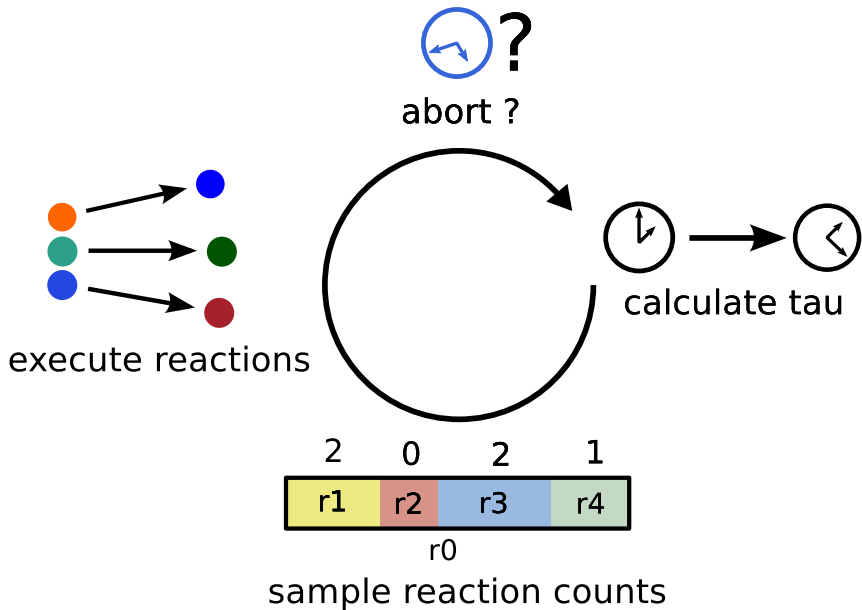 ?
abort ?
calculate tau
execute reactions
2 0 2 1
r1 r2 r3 r4
r0
sample reaction counts